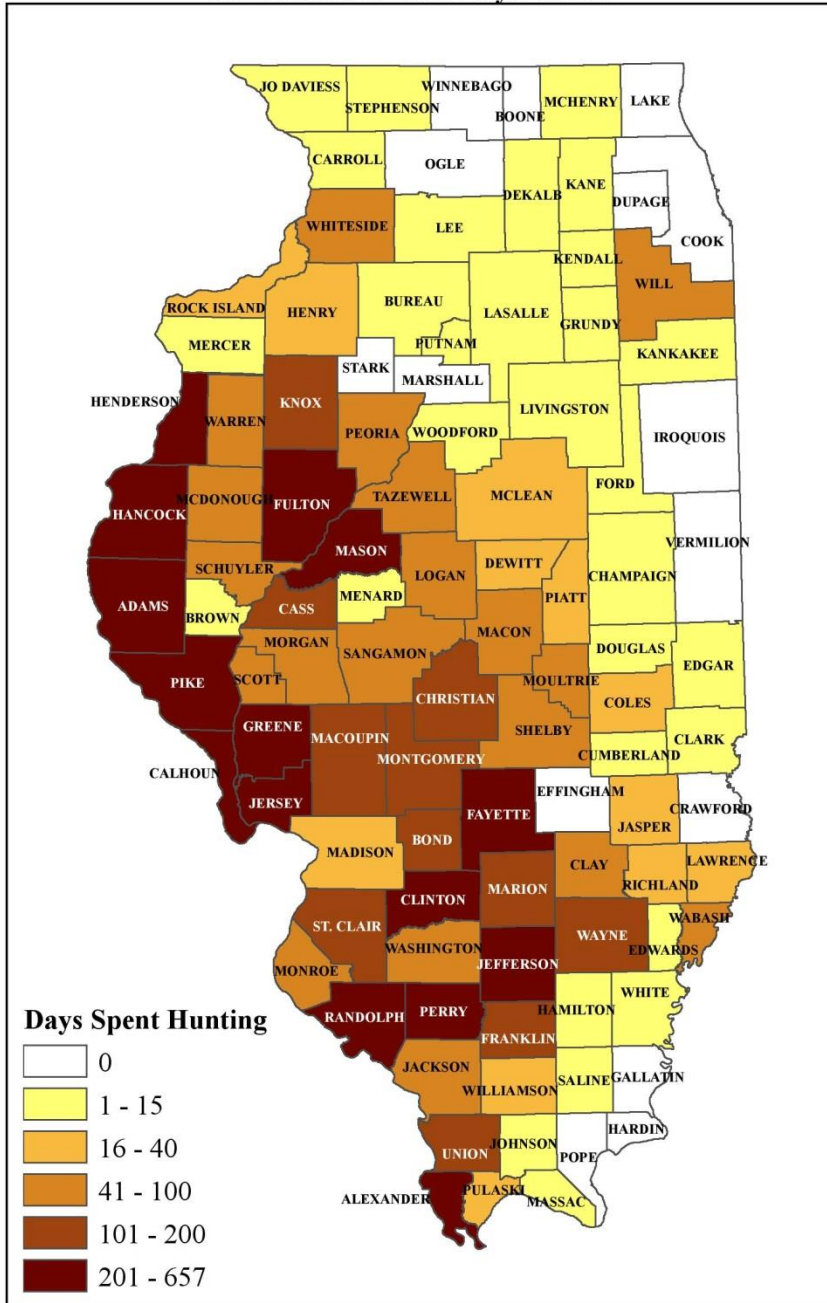 JO DAVIESS
STEPHENSON
WINNEBAGO
BOONE
MCHENRY
LAKE
CARROLL
OGLE
DEKALB
KANE
DUPAGE
COOK
WHITESIDE
LEE
KENDALL
WILL
ROCK ISLAND
HENRY
BUREAU
LASALLE
GRUNDY
MERCER
PUTNAM
KANKAKEE
STARK
MARSHALL
HENDERSON
WARREN
KNOX
PEORIA
WOODFORD
LIVINGSTON
IROQUOIS
HANCOCK
MCDONOUGH
FULTON
TAZEWELL
MCLEAN
FORD
MASON
VERMILION
SCHUYLER
LOGAN
DEWITT
CHAMPAIGN
ADAMS
BROWN
CASS
MENARD
PIATT
MACON
MORGAN
SANGAMON
DOUGLAS
EDGAR
PIKE
SCOTT
CHRISTIAN
MOULTRIE
COLES
GREENE
MACOUPIN
SHELBY
CLARK
MONTGOMERY
CUMBERLAND
CALHOUN
JERSEY
EFFINGHAM
FAYETTE
CRAWFORD
JASPER
MADISON
BOND
CLAY
LAWRENCE
MARION
RICHLAND
CLINTON
ST. CLAIR
WAYNE
WABASH
WASHINGTON
EDWARDS
MONROE
JEFFERSON
WHITE
RANDOLPH
PERRY
HAMILTON
FRANKLIN
JACKSON
WILLIAMSON
SALINE
GALLATIN
UNION
JOHNSON
HARDIN
POPE
ALEXANDER
PULASKI
MASSAC
Days Spent Hunting
0
1 - 15
16 - 40
41 - 100
101 - 200
201 - 657